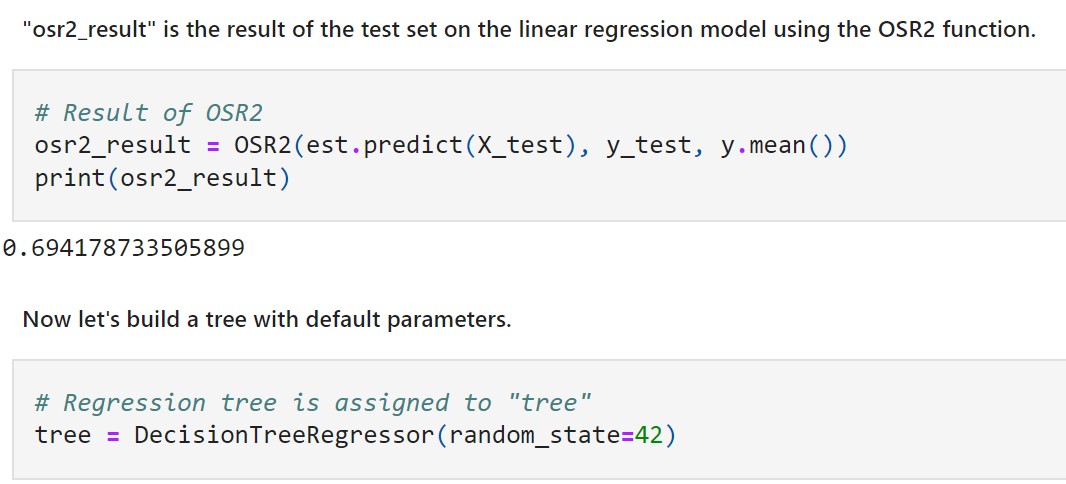 "osr2_result" is the result of the test set on the linear regression model using the OSR2 function.
# Result of OSR2
osr2_result = OSR2(est.predict(X_test), y_test, y.mean())
print(osr2_result)
0.694178733505899
Now let's build a tree with default parameters.
# Regression tree is assigned to "tree"
tree = DecisionTreeRegressor(random_state=42)